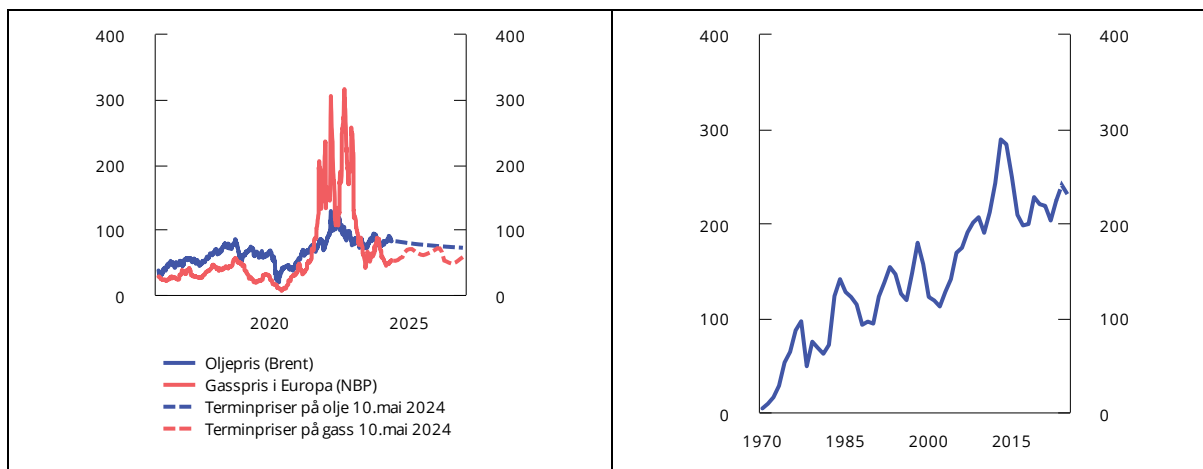 400 400
300 300
200 200
100 100
0 0
2020 2025
Oljepris (Brent)
Gasspris i Europa (NBP)
Terminpriser på olje 10.mai 2024
Terminpriser på gass 10.mai 2024
400 400
300 300
200 200
100 100
0 0
1970 1985 2000 2015